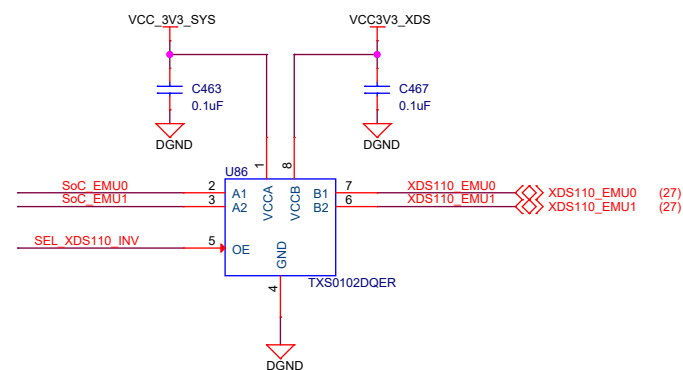 VCC_3V3_SYS
VCC3V3_XDS
C463
0.1uF
C467
0.1uF
DGND
DGND
1
8
U86
SoC_EMU0
2
A1
VCCA
VCCB
B1
7
XDS110_EMU0
XDS110_EMU0
(27)
SoC_EMU1
3
A2
B2
6
XDS110_EMU1
XDS110_EMU1
(27)
SEL_XDS110_INV
5
OE
GND
4
TXS0102DQER
DGND